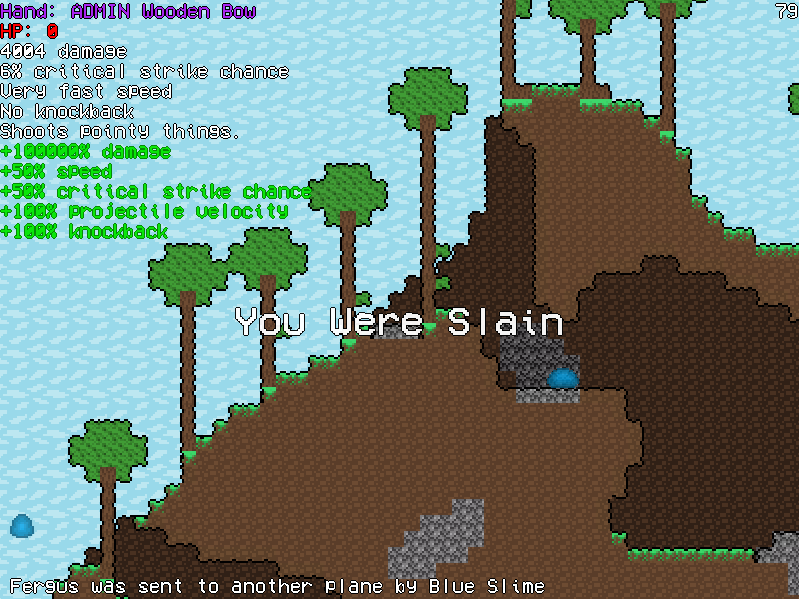 Hand: ADMIN Wooden Bow
79
HP: 0
4004 damage
6% critical strike chance
Very fast speed
No knockback
Shoots pointy things.
+100000% damage
+50% speed
+50% critical strike chance
+100% projectile velocity
+100% knockback
You Were Slain
Fergus was sent to another plane by Blue Slime